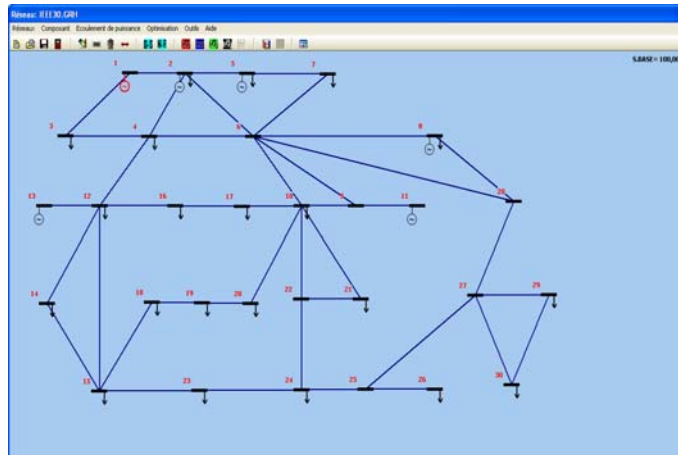 Réseau: IEEE30.GRH
Réseaux Composant Ecoulement de puissance Optimisation Outils Aide
S.BASE= 100,00
1 2 5 7
3 4 6 8
28
13 12 16 17 10 9 11
27 29
14 18 19 20 22 21
30
15 23 24 25 26